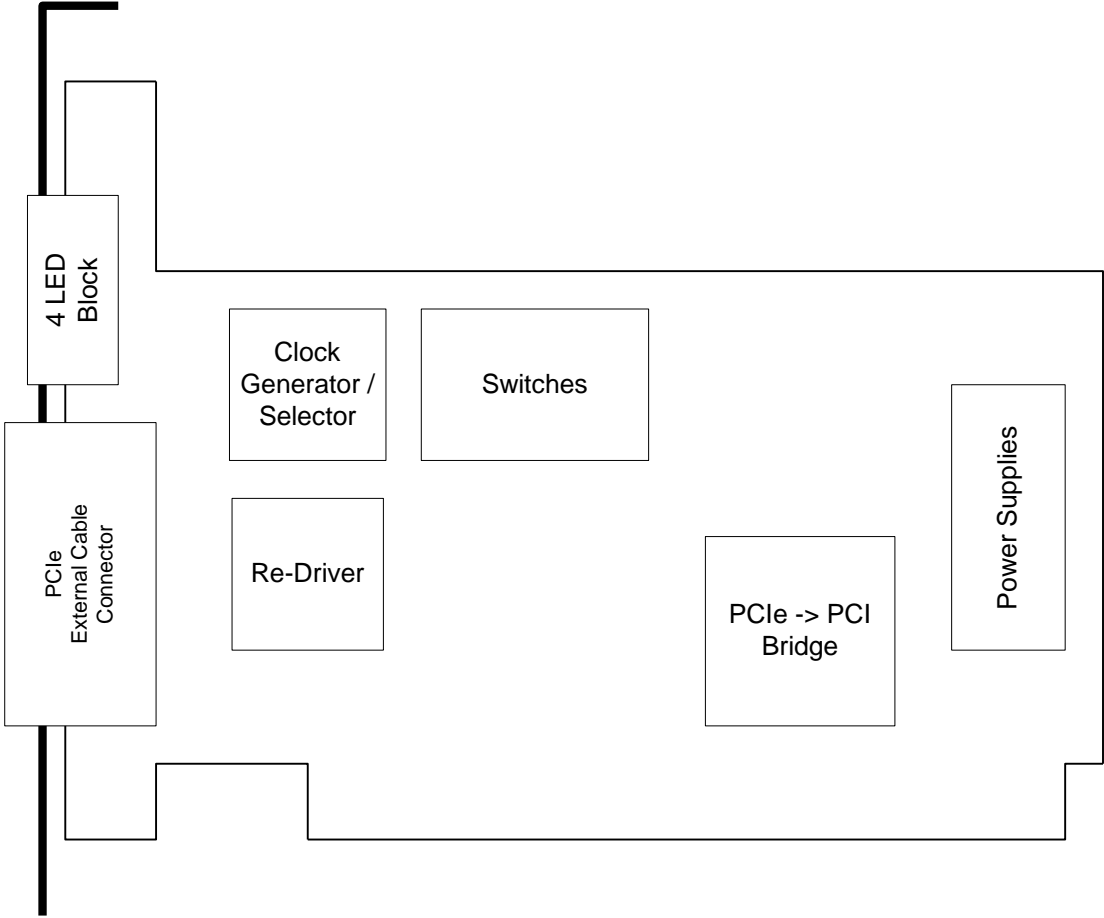 4 LED
Block
Clock
Generator /
Selector
Switches
Power Supplies
PCIe
External Cable
Connector
Re-Driver
PCIe -> PCI
Bridge